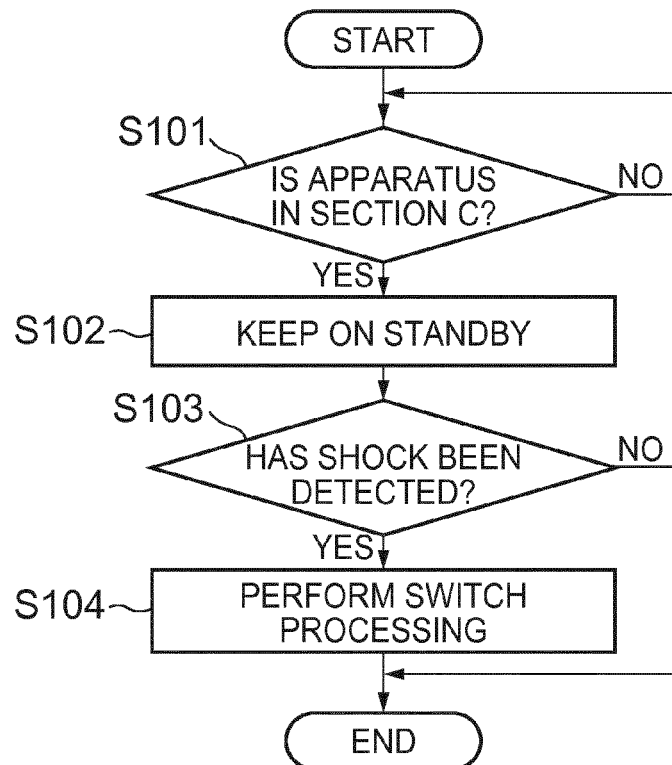 START
S101
IS APPARATUS
IN SECTION C?
NO
YES
S102
KEEP ON STANDBY
S103
HAS SHOCK BEEN
DETECTED?
NO
YES
S104
PERFORM SWITCH
PROCESSING
END